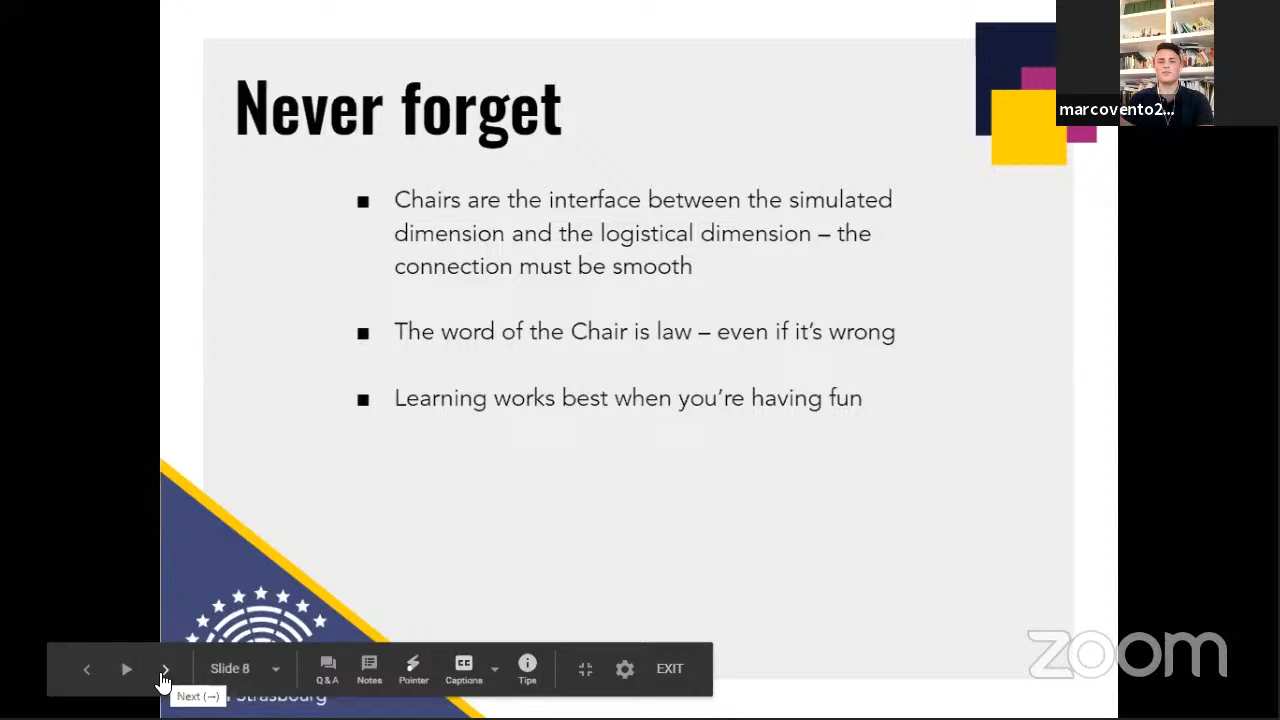 Never forget
marcovento2...
■ Chairs are the interface between the simulated
dimension and the logistical dimension – the
connection must be smooth
■ The word of the Chair is law – even if it's wrong
■ Learning works best when you're having fun
Slide 8
Q&A
Notes
Pointer
CC
Captions
Tips
EXIT
Next (→)
Strasbourg
zoom